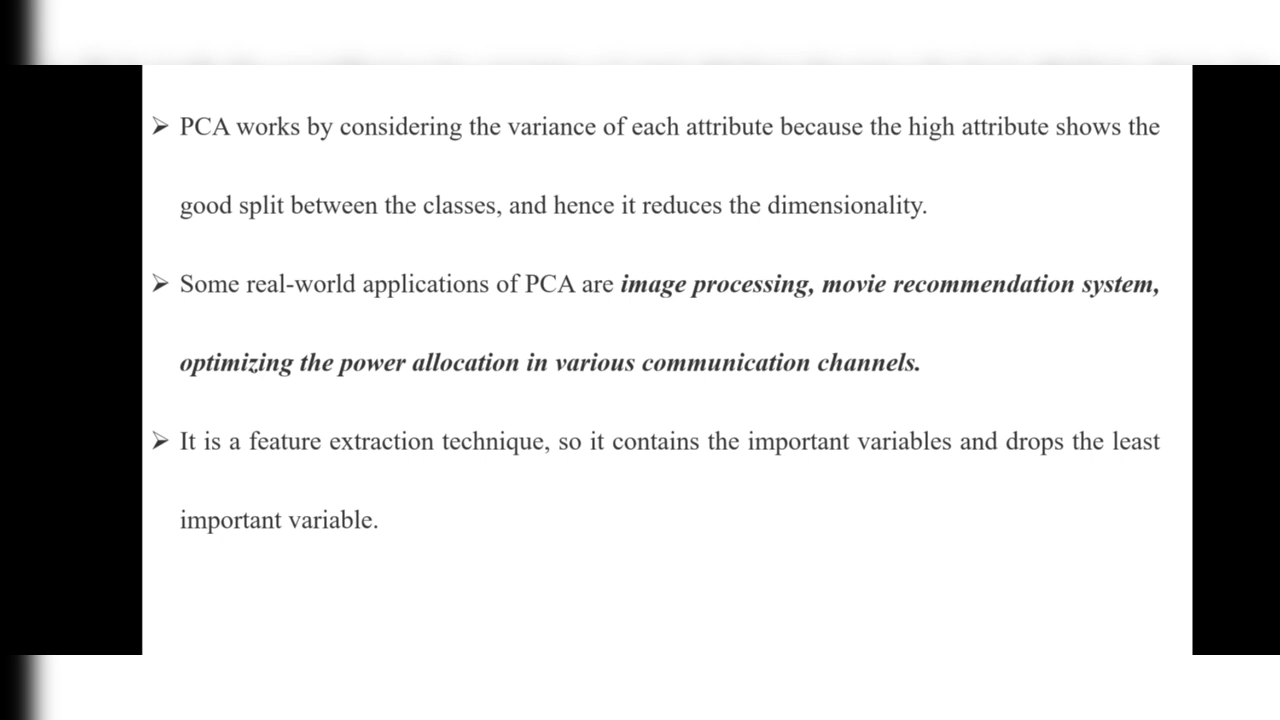 ➢ PCA works by considering the variance of each attribute because the high attribute shows the
good split between the classes, and hence it reduces the dimensionality.
➢ Some real-world applications of PCA are image processing, movie recommendation system,
optimizing the power allocation in various communication channels.
➢ It is a feature extraction technique, so it contains the important variables and drops the least
important variable.